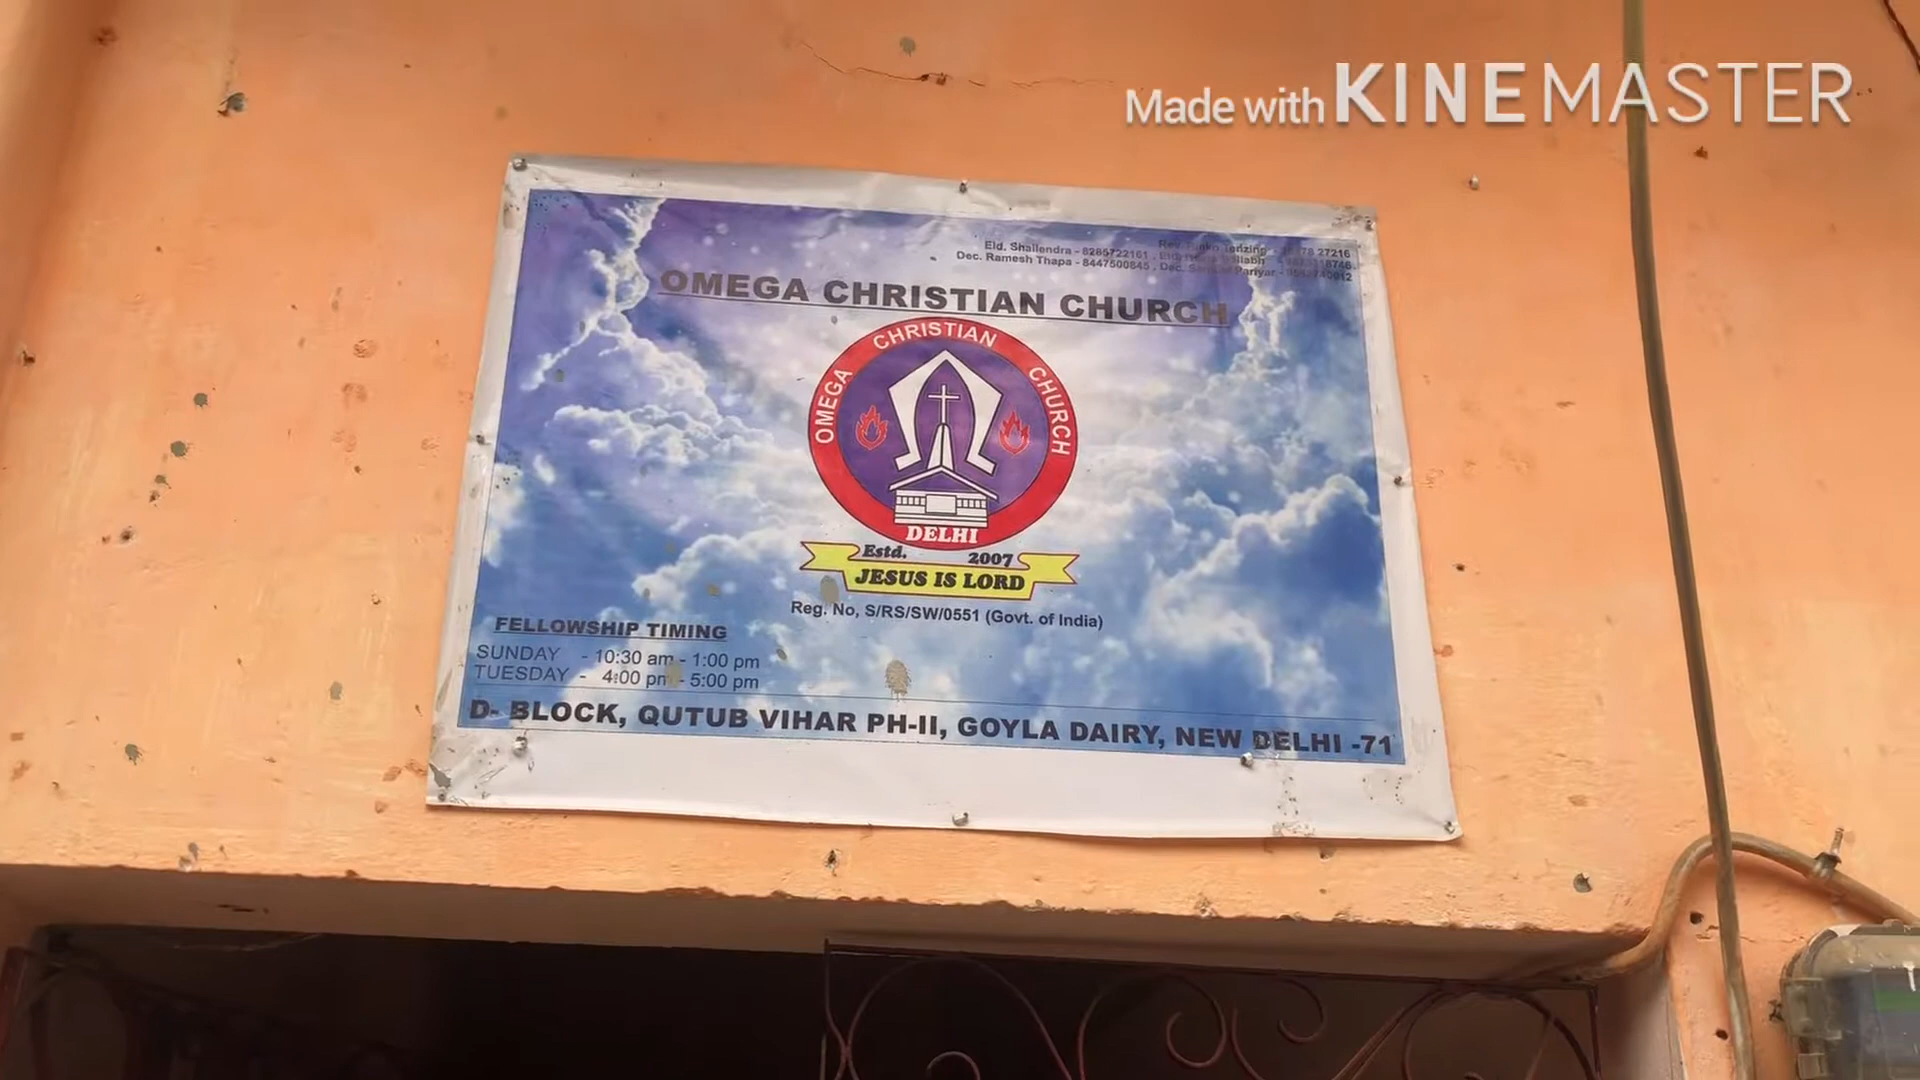 Made with KINEMASTER
Eld. Shailendra - 8285722161
27216
Dec. Ramesh Thapa - 8447500845
OMEGA CHRISTIAN CHURCH
OMEGA CHRISTIAN CHURCH
DELHI
Estd. 2007
JESUS IS LORD
Reg. No, S/RS/SW/0551 (Govt. of India)
FELLOWSHIP TIMING
SUNDAY - 10:30 am - 1:00 pm
TUESDAY - 4:00 pm - 5:00 pm
D- BLOCK, QUTUB VIHAR PH-II, GOYLA DAIRY, NEW DELHI -71